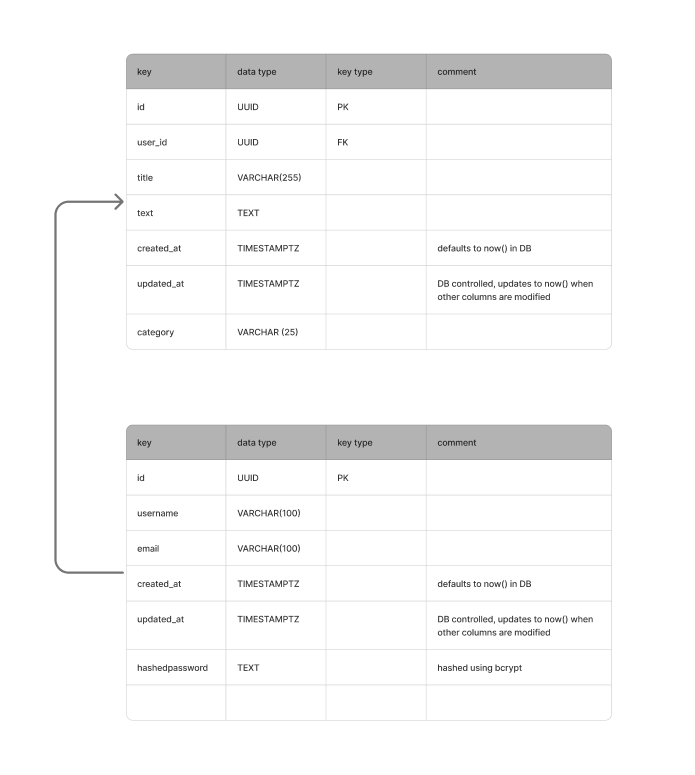 key data type key type comment
id UUID PK
user_id UUID FK
title VARCHAR(255)
text TEXT
created_at TIMESTAMPTZ defaults to now() in DB
updated_at TIMESTAMPTZ DB controlled, updates to now() when
other columns are modified
category VARCHAR (25)
key data type key type comment
id UUID PK
username VARCHAR(100)
email VARCHAR(100)
created_at TIMESTAMPTZ defaults to now() in DB
updated_at TIMESTAMPTZ DB controlled, updates to now() when
other columns are modified
hashedpassword TEXT hashed using bcrypt